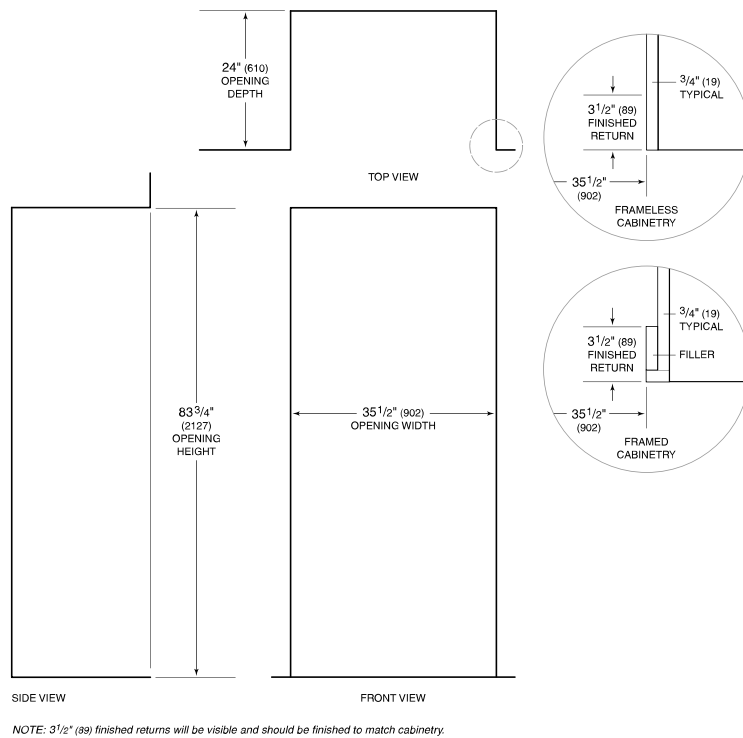 24" (610)
OPENING
DEPTH
TOP VIEW
3/4" (19)
TYPICAL
3 1/2" (89)
FINISHED
RETURN
35 1/2"
(902)
FRAMELESS
CABINETRY
3/4" (19)
TYPICAL
3 1/2" (89)
FINISHED
RETURN
FILLER
35 1/2"
(902)
FRAMED
CABINETRY
83 3/4"
(2127)
OPENING
HEIGHT
35 1/2" (902)
OPENING WIDTH
SIDE VIEW
FRONT VIEW
NOTE: 3 1/2" (89) finished returns will be visible and should be finished to match cabinetry.